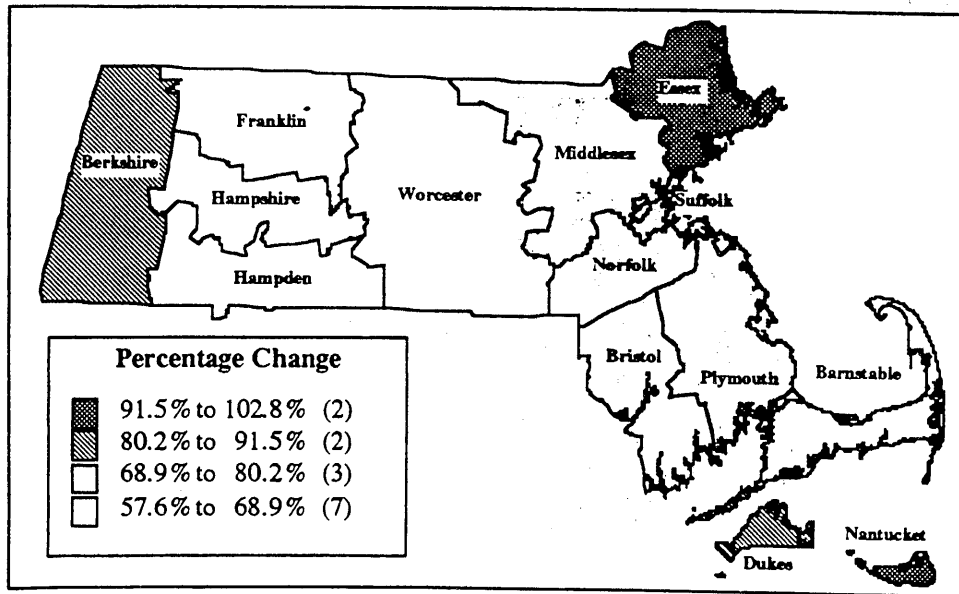 Essex
Franklin
Middlesex
Berkshire
Hampshire
Worcester
Suffolk
Norfolk
Hampden
Bristol
Plymouth
Barnstable
Percentage Change
91.5% to 102.8% (2)
80.2% to 91.5% (2)
68.9% to 80.2% (3)
57.6% to 68.9% (7)
Nantucket
Dukes